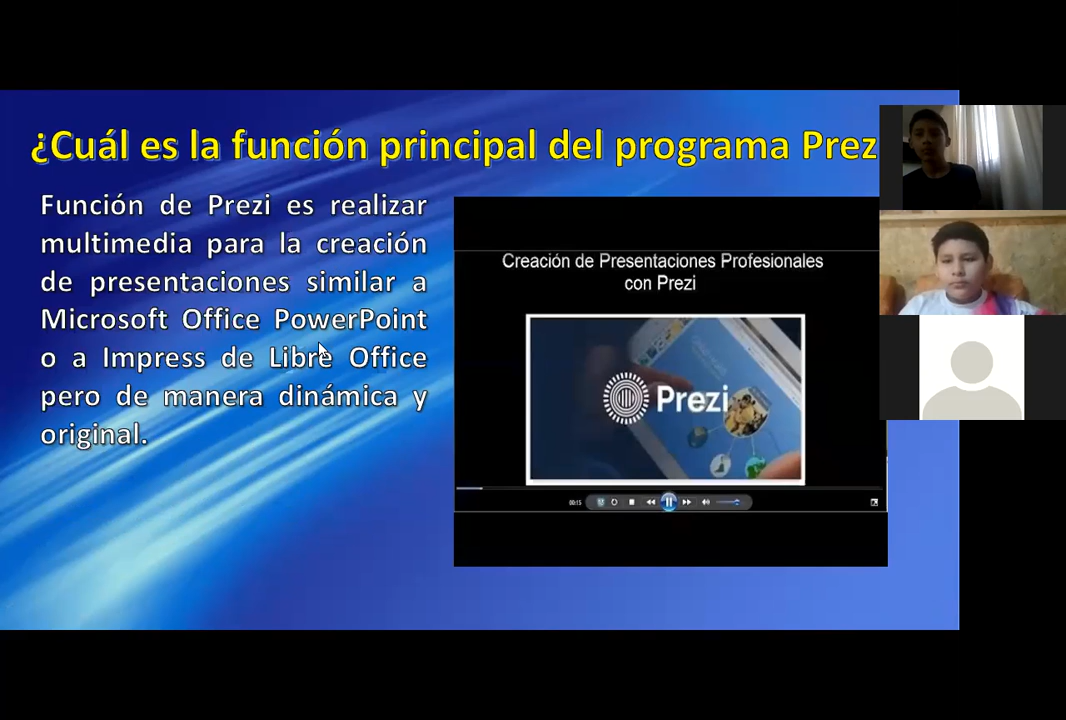 ¿Cuál es la función principal del programa Prez
Función de Prezi es realizar
multimedia para la creación
de presentaciones similar a
Microsoft Office PowerPoint
o a Impress de Libre Office
pero de manera dinámica y
original.
Creación de Presentaciones Profesionales
con Prezi
Prezi
00:15